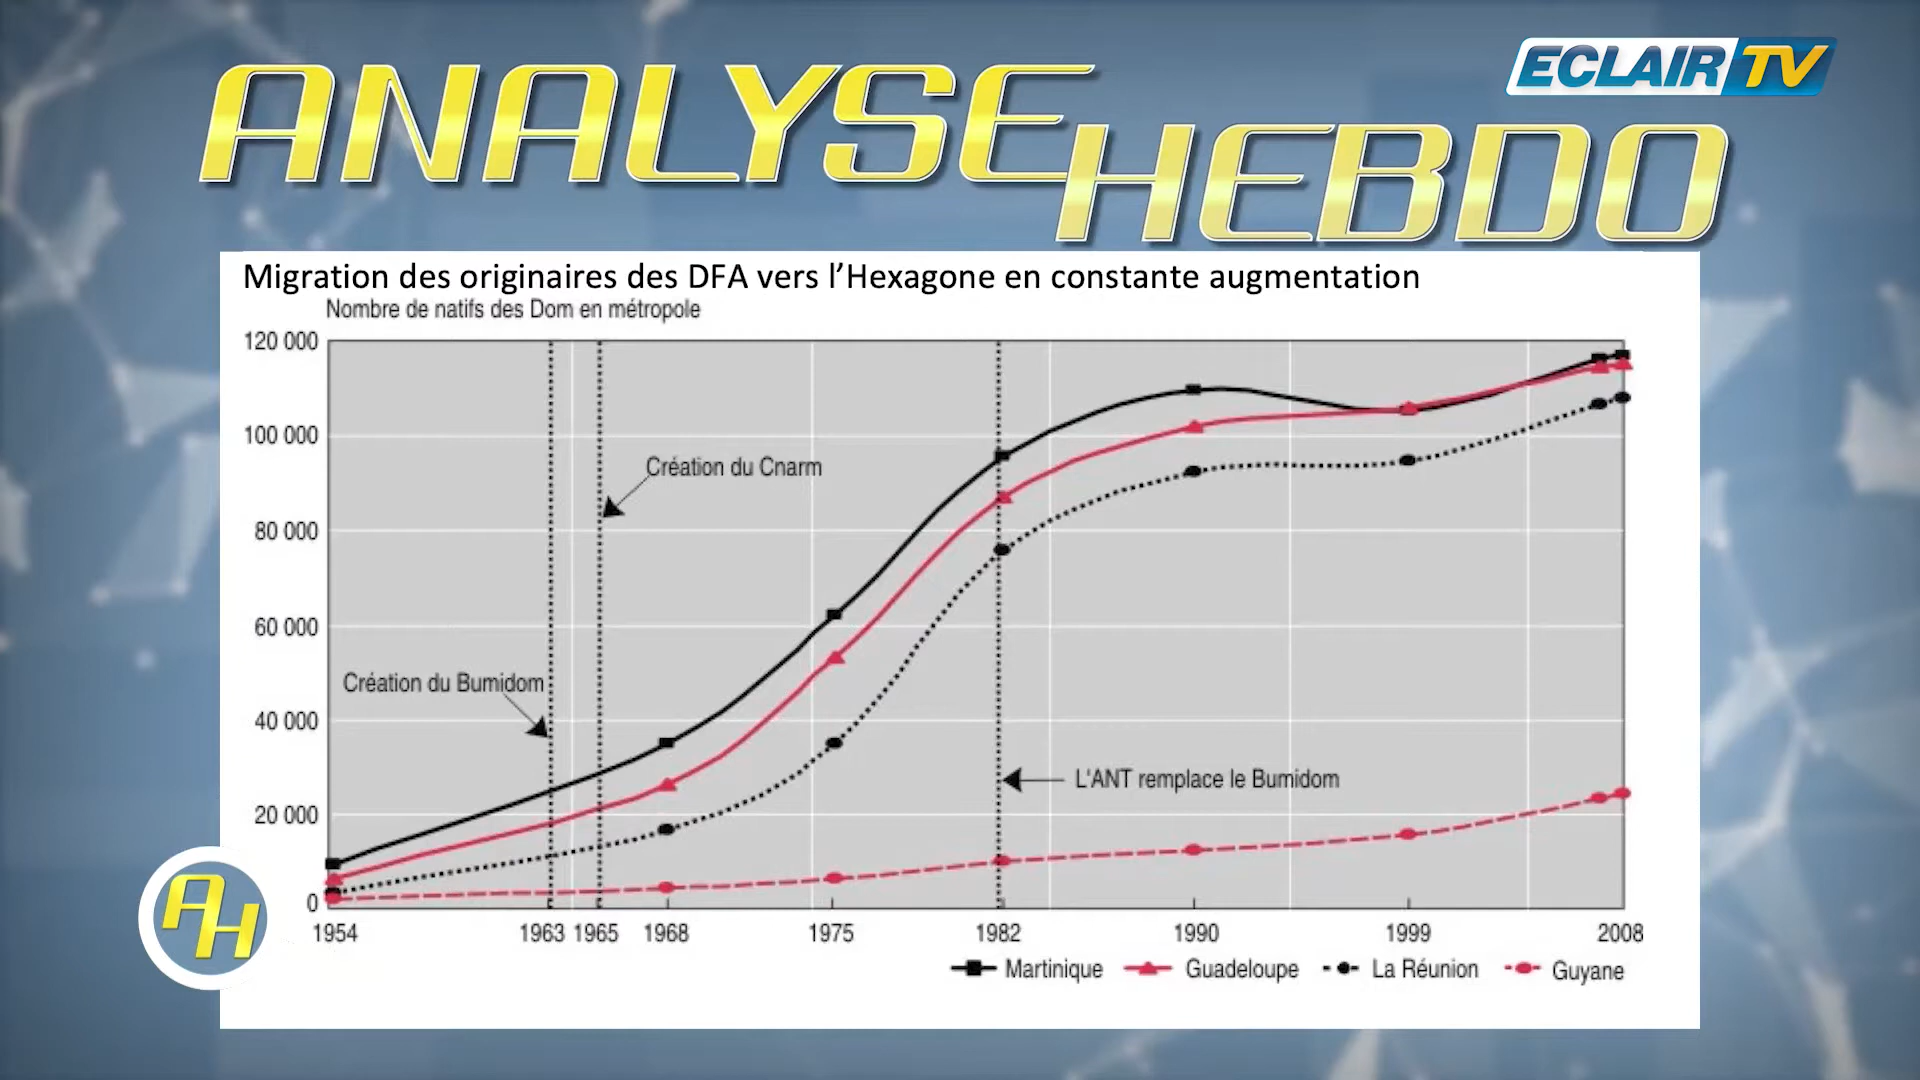 ECLAIR TV
ANALYSE
HEBDO
Migration des originaires des DFA vers l’Hexagone en constante augmentation
Nombre de natifs des Dom en métropole
120 000
100 000
Création du Cnarm
80 000
60 000
Création du Bumidom
40 000
L'ANT remplace le Bumidom
20 000
0
AH
1954 1963 1965 1968 1975 1982 1990 1999 2008
Martinique Guadeloupe La Réunion Guyane